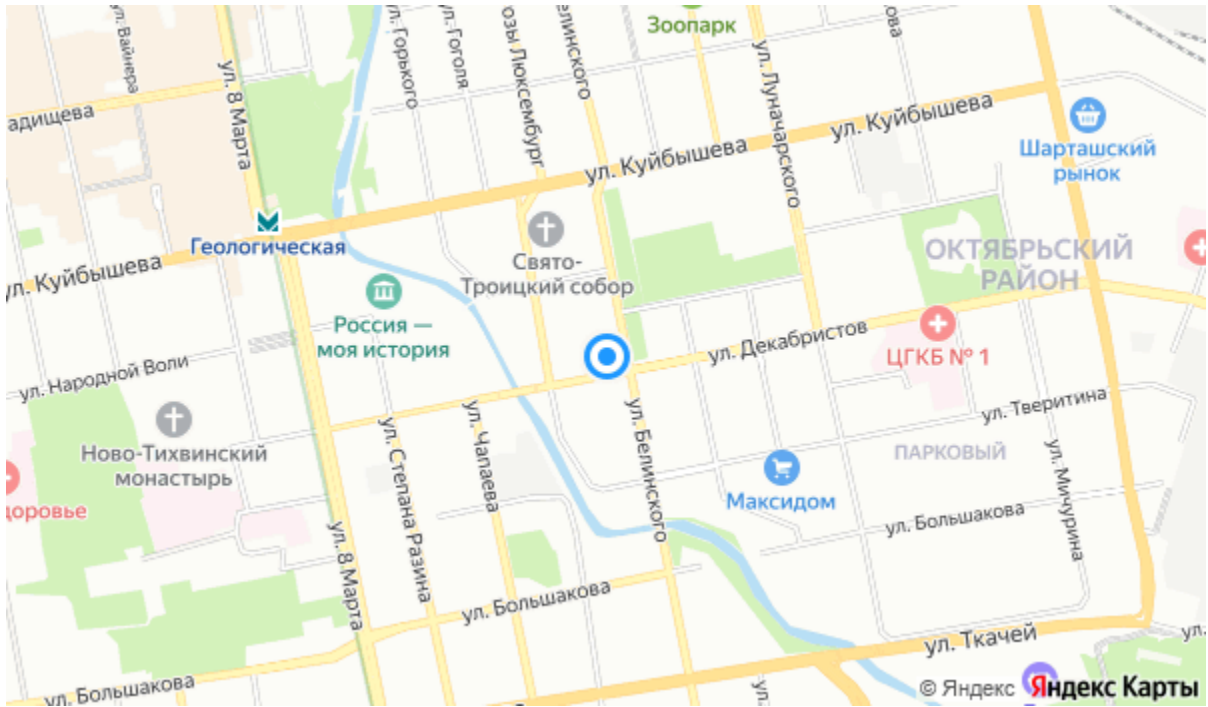 Зоопарк
ул. Вайнера
ул. Горького
ул. Гоголя
озы Люксембург
елинского
ул. Луначарского
ова
адищева
ул. 8 Марта
ул. Куйбышева
ул. Куйбышева
Шарташский
рынок
Геологическая
ул. Куйбышева
Свято-
Троицкий собор
ОКТЯБРЬСКИЙ
РАЙОН
Россия —
моя история
ул. Декабристов
ЦГКБ № 1
ул. Народной Воли
ул. Тверитина
Ново-Тихвинский
монастырь
ул. Степана Разина
ул. Чапаева
ул. Белинского
ПАРКОВЫЙ
ул. Мичурина
Максидом
доровье
ул. 8 Марта
ул. Большакова
ул. Большакова
ул. Ткачей
ул.
ул. Большакова
ул.
© Яндекс Яндекс Карты